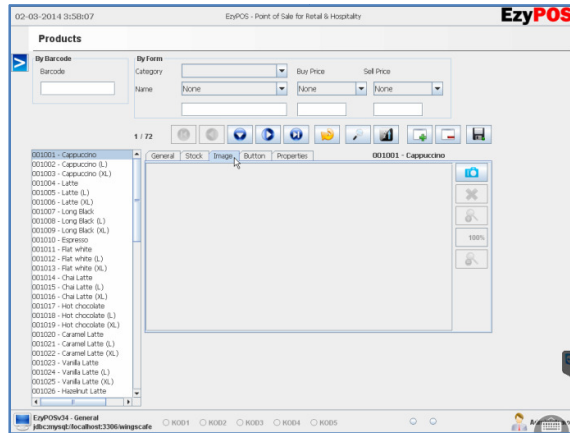 02-03-2014 3:58:07
EzyPOS - Point of Sale for Retail & Hospitality
EzyPOS
Products
By Barcode
By Form
Barcode
Category
Buy Price
Sell Price
Name
None
None
None
1 / 72
General
Stock
Image
Button
Properties
001001 - Cappuccino
001001 - Cappuccino
001002 - Cappuccino (L)
001003 - Cappuccino (XL)
001004 - Latte
001005 - Latte (L)
001006 - Latte (XL)
001007 - Long Black
001008 - Long Black (L)
001009 - Long Black (XL)
001010 - Espresso
001011 - Flat white
001012 - Flat white (L)
001013 - Flat white (XL)
001014 - Chai Latte
001015 - Chai Latte (L)
001016 - Chai Latte (XL)
001017 - Hot chocolate
001018 - Hot chocolate (L)
001019 - Hot chocolate (XL)
001020 - Caramel Latte
001021 - Caramel Latte (L)
001022 - Caramel Latte (XL)
001023 - Vanilla Latte
001024 - Vanilla Latte (L)
001025 - Vanilla Latte (XL)
001026 - Hazelnut Latte
100%
EzyPOSv34 - General
jdbc:mysql:/localhost:3306/wingscafe
KOD1
KOD2
KOD3
KOD4
KOD5